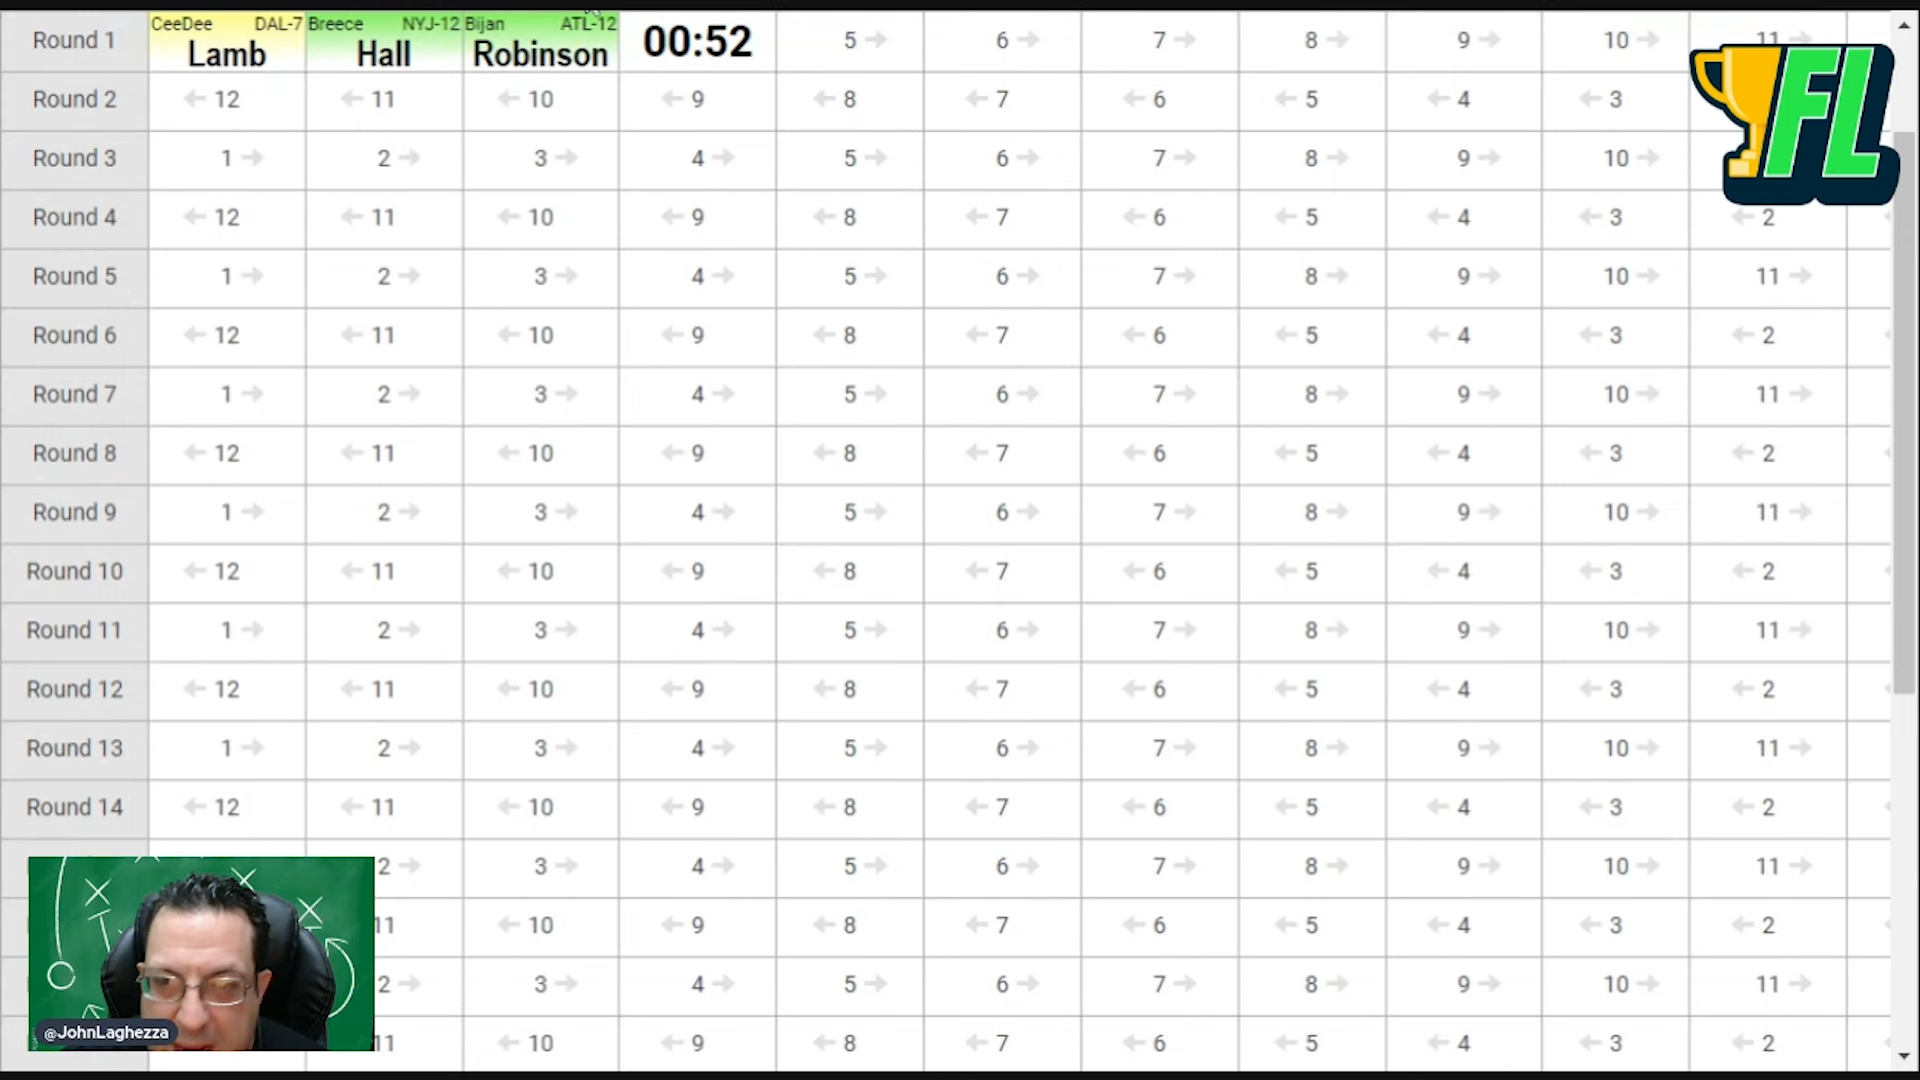 Round 1 CeeDee DAL-7 Breece NYJ-12 Bijan ATL-12
Lamb Hall Robinson 00:52 5 6 7 8 9 10 11
FL
Round 2 12 11 10 9 8 7 6 5 4 3
Round 3 1 2 3 4 5 6 7 8 9 10
Round 4 12 11 10 9 8 7 6 5 4 3 2
Round 5 1 2 3 4 5 6 7 8 9 10 11
Round 6 12 11 10 9 8 7 6 5 4 3 2
Round 7 1 2 3 4 5 6 7 8 9 10 11
Round 8 12 11 10 9 8 7 6 5 4 3 2
Round 9 1 2 3 4 5 6 7 8 9 10 11
Round 10 12 11 10 9 8 7 6 5 4 3 2
Round 11 1 2 3 4 5 6 7 8 9 10 11
Round 12 12 11 10 9 8 7 6 5 4 3 2
Round 13 1 2 3 4 5 6 7 8 9 10 11
Round 14 12 11 10 9 8 7 6 5 4 3 2
2 3 4 5 6 7 8 9 10 11
11 10 9 8 7 6 5 4 3 2
2 3 4 5 6 7 8 9 10 11
@JohnLaghezza
11 10 9 8 7 6 5 4 3 2